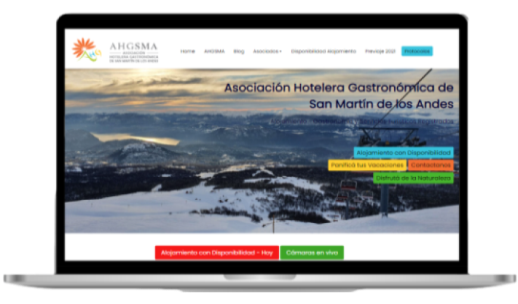 AHGSMA
ASOCIACIÓN
HOTELERA GASTRONÓMICA
DE SAN MARTÍN DE LOS ANDES
Home AHGSMA Blog Asociados Disponibilidad Alojamiento Previaje 2021 Protocolos
Asociación Hotelera Gastronómica de
San Martín de los Andes
Alojamiento con Disponibilidad
Planificá tus Vacaciones Contactanos
Disfrutá de la Naturaleza
Alojamiento con Disponibilidad - Hoy Cámaras en vivo